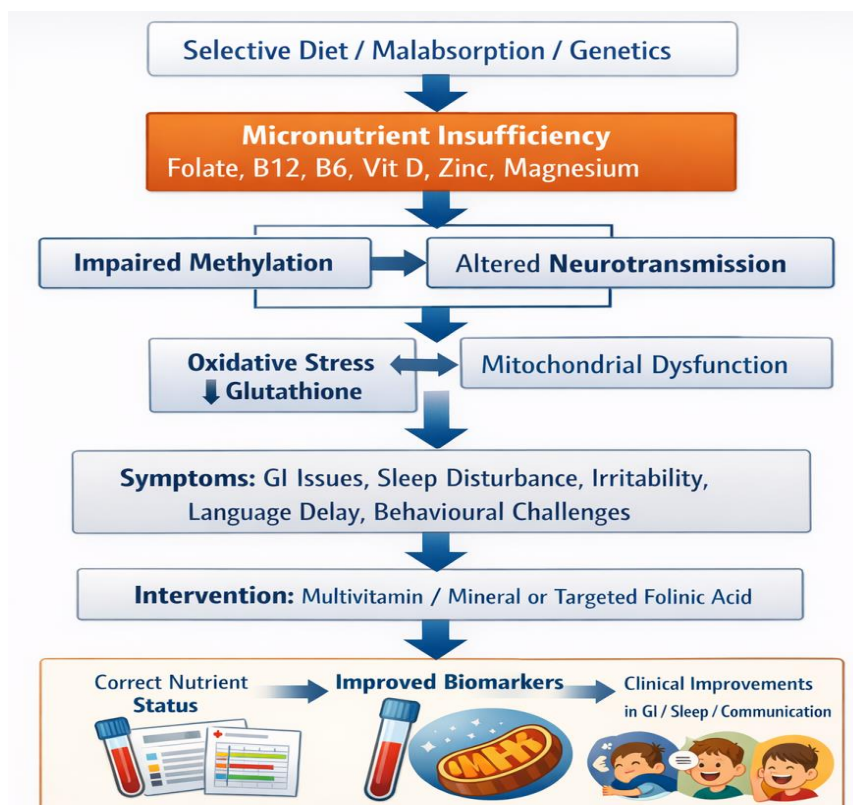 Selective Diet / Malabsorption / Genetics
Micronutrient Insufficiency
Folate, B12, B6, Vit D, Zinc, Magnesium
Impaired Methylation
Altered Neurotransmission
Oxidative Stress
Glutathione
Mitochondrial Dysfunction
Symptoms: GI Issues, Sleep Disturbance, Irritability,
Language Delay, Behavioural Challenges
Intervention: Multivitamin / Mineral or Targeted Folinic Acid
Correct Nutrient
Status
Improved Biomarkers
Clinical Improvements
in GI / Sleep / Communication